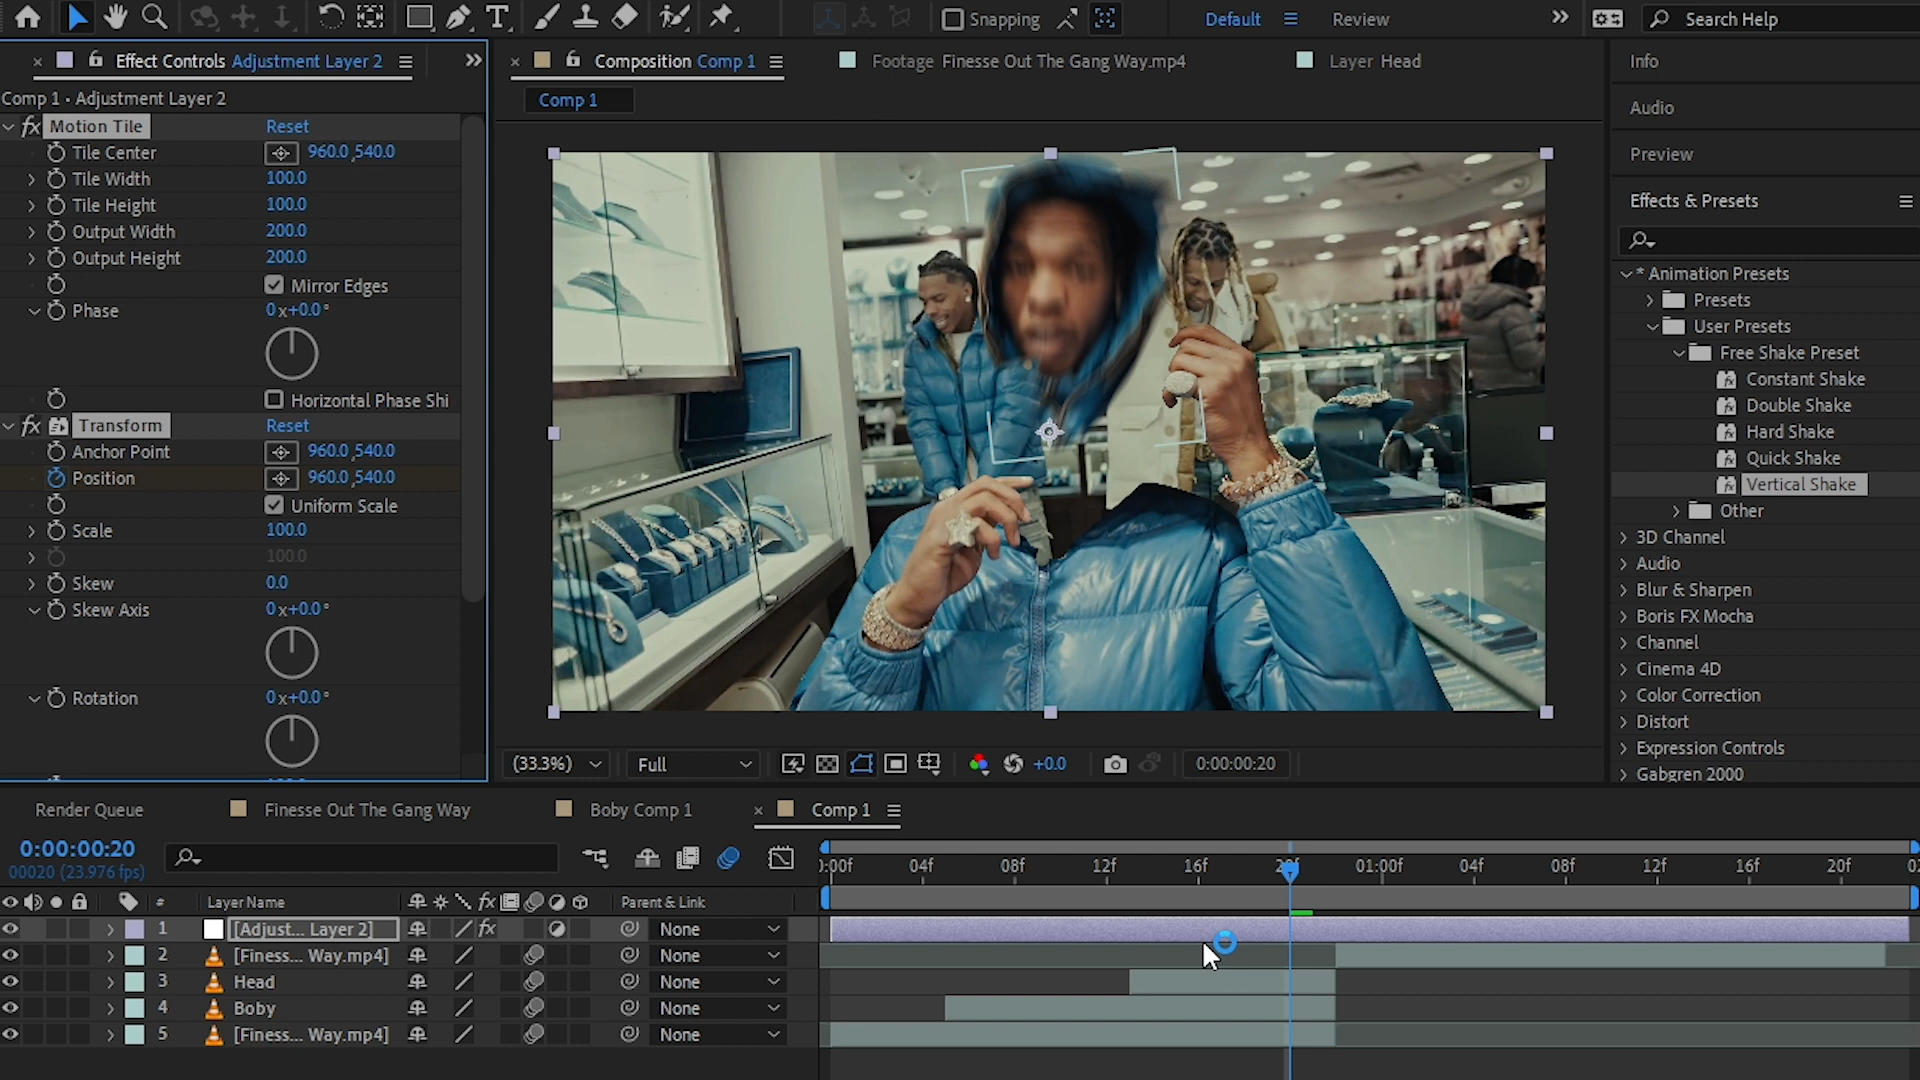 Snapping
Default
Review
Search Help
Effect Controls Adjustment Layer 2
Composition Comp 1
Footage Finesse Out The Gang Way.mp4
Layer Head
Info
Comp 1 · Adjustment Layer 2
Comp 1
Audio
Preview
Effects & Presets
fx Motion Tile Reset
Tile Center 960.0,540.0
Tile Width 100.0
Tile Height 100.0
Output Width 200.0
Output Height 200.0
Mirror Edges
Phase 0x+0.0°
Horizontal Phase Shi
fx Transform Reset
Anchor Point 960.0,540.0
Position 960.0,540.0
Uniform Scale
Scale 100.0
100.0
Skew 0.0
Skew Axis 0x+0.0°
Rotation 0x+0.0°
* Animation Presets
Presets
User Presets
Free Shake Preset
Constant Shake
Double Shake
Hard Shake
Quick Shake
Vertical Shake
Other
3D Channel
Audio
Blur & Sharpen
Boris FX Mocha
Channel
Cinema 4D
Color Correction
Distort
Expression Controls
Gabgren 2000
(33.3%) Full +0.0 0:00:00:20
Render Queue
Finesse Out The Gang Way
Boby Comp 1
Comp 1
0:00:00:20
00020 (23.976 fps)
04f 08f 12f 16f 01:00f 04f 08f 12f 16f 20f
# Layer Name fx Parent & Link
1 [Adjust... Layer 2] fx None
2 [Finess... Way.mp4] None
3 Head None
4 Boby None
5 [Finess... Way.mp4] None